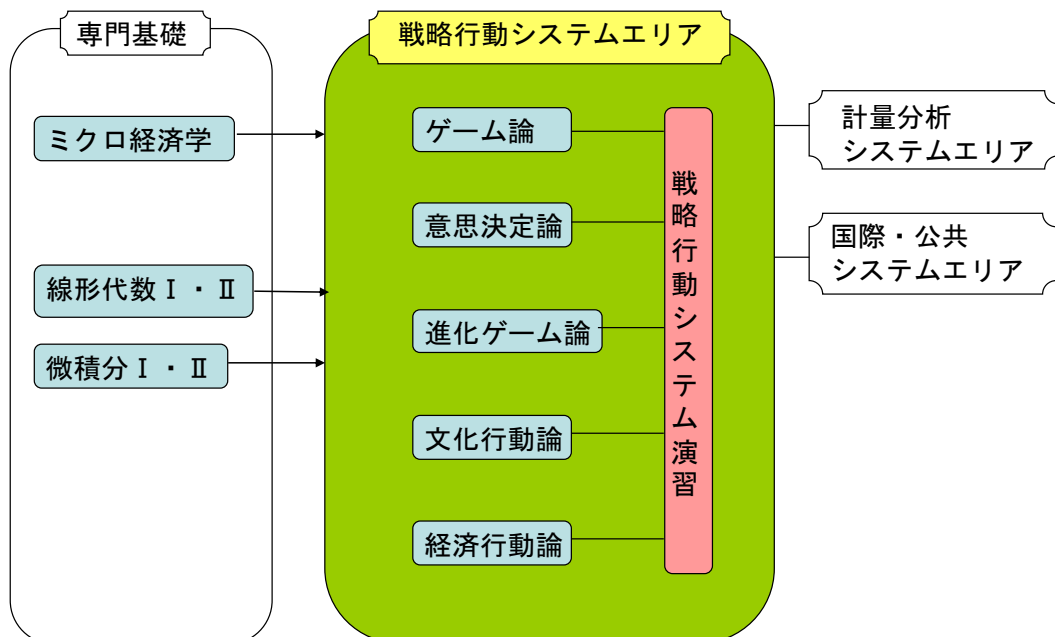 専門基礎
ミクロ経済学
線形代数Ⅰ・Ⅱ
微積分Ⅰ・Ⅱ
戦略行動システムエリア
ゲーム論
意思決定論
進化ゲーム論
文化行動論
経済行動論
戦略行動システム演習
計量分析
システムエリア
国際・公共
システムエリア